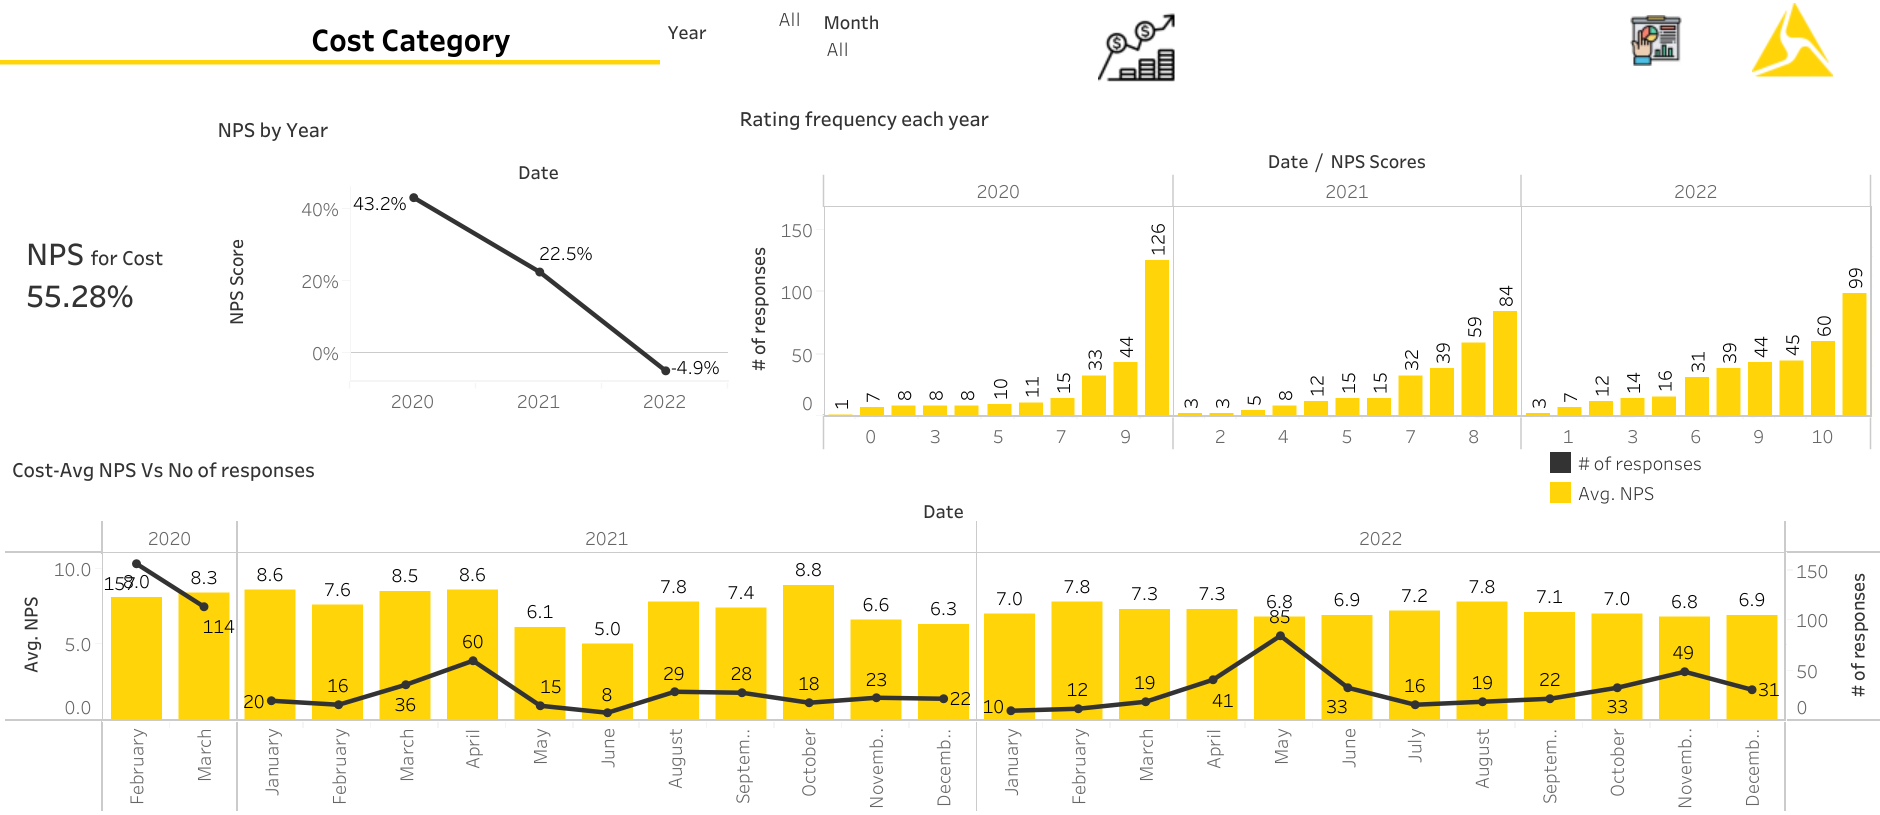 Cost Category
Year
All
Month
All
NPS by Year
Rating frequency each year
Date
Date / NPS Scores
2020 2021 2022
NPS for Cost
55.28%
NPS Score
40%
20%
0%
43.2%
22.5%
-4.9%
2020 2021 2022
# of responses
150
100
50
0
1 7 8 8 8 10 11 15 33 44 126
3 3 5 8 12 15 15 32 39 59 84
3 7 12 14 16 31 39 44 45 60 99
0 3 5 7 9
2 4 5 7 8
1 3 6 9 10
Cost-Avg NPS Vs No of responses
# of responses
Avg. NPS
Date
2020 2021 2022
Avg. NPS
10.0
5.0
0.0
8.0 8.3 8.6 7.6 8.5 8.6 6.1 5.0 7.8 7.4 8.8 6.6 6.3 7.0 7.8 7.3 7.3 6.8 6.9 7.2 7.8 7.1 7.0 6.8 6.9
157 114 20 16 36 60 15 8 29 28 18 23 22 10 12 19 41 85 33 16 19 22 33 49 31
150
100
50
0
# of responses
February March January February March April May June August Septem.. October Novemb.. Decemb.. January February March April May June July August Septem.. October Novemb.. Decemb..